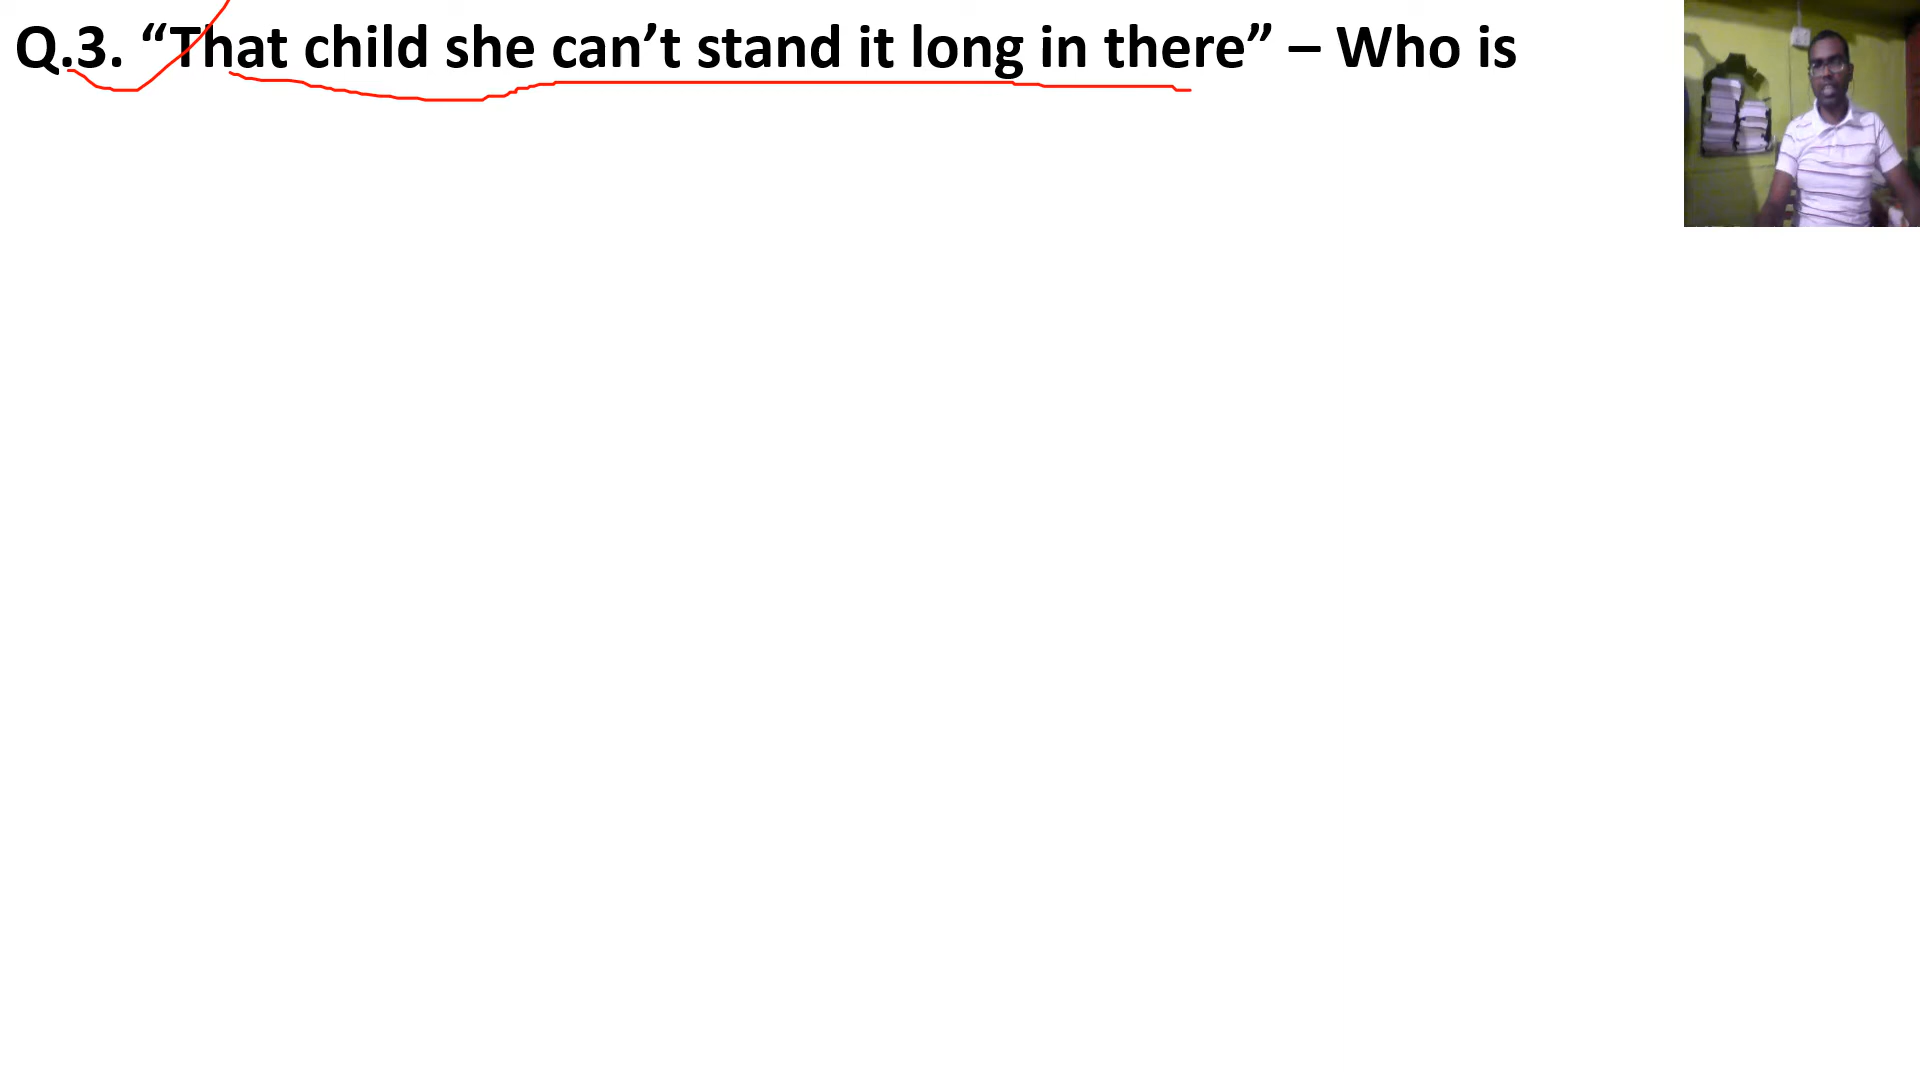 Q.3. “That child she can’t stand it long in there” – Who is